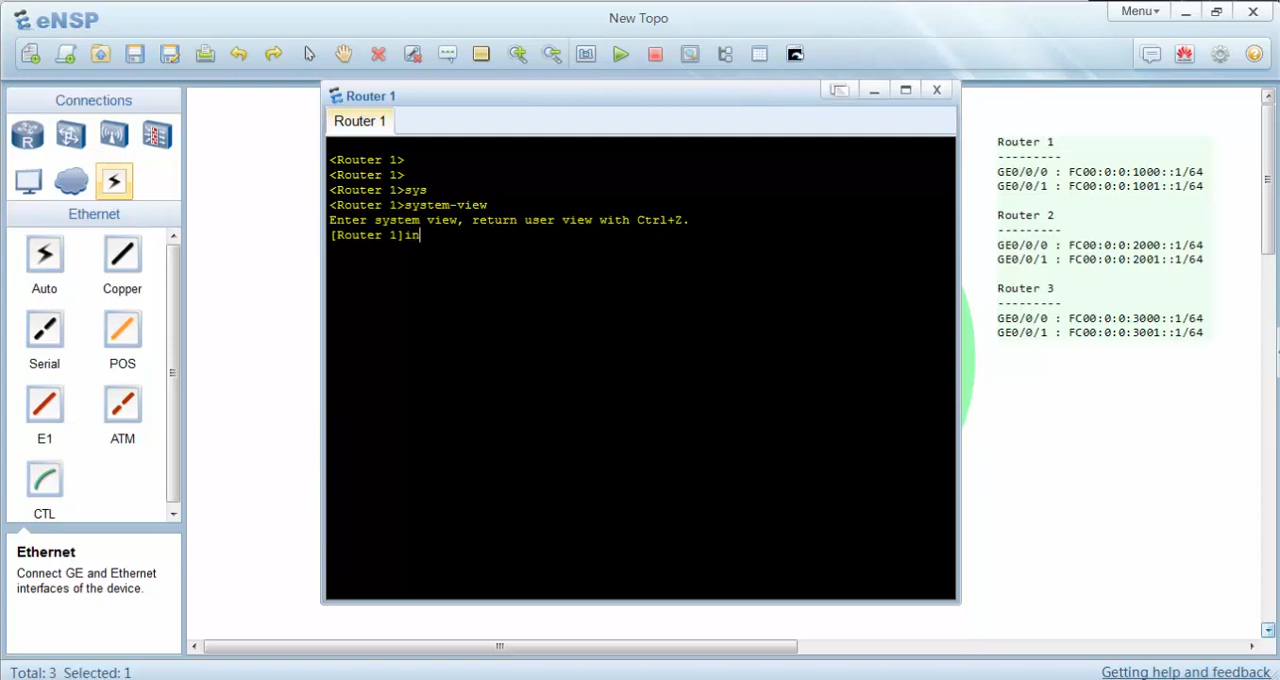 eNSP
New Topo
Menu
Connections
Ethernet
Auto
Copper
Serial
POS
E1
ATM
CTL
Ethernet
Connect GE and Ethernet
interfaces of the device.
Router 1
Router 1
<Router 1>
<Router 1>
<Router 1>sys
<Router 1>system-view
Enter system view, return user view with Ctrl+Z.
[Router 1]in
Router 1
---------
GE0/0/0 : FC00:0:0:1000::1/64
GE0/0/1 : FC00:0:0:1001::1/64
Router 2
---------
GE0/0/0 : FC00:0:0:2000::1/64
GE0/0/1 : FC00:0:0:2001::1/64
Router 3
---------
GE0/0/0 : FC00:0:0:3000::1/64
GE0/0/1 : FC00:0:0:3001::1/64
Total: 3 Selected: 1
Getting help and feedback